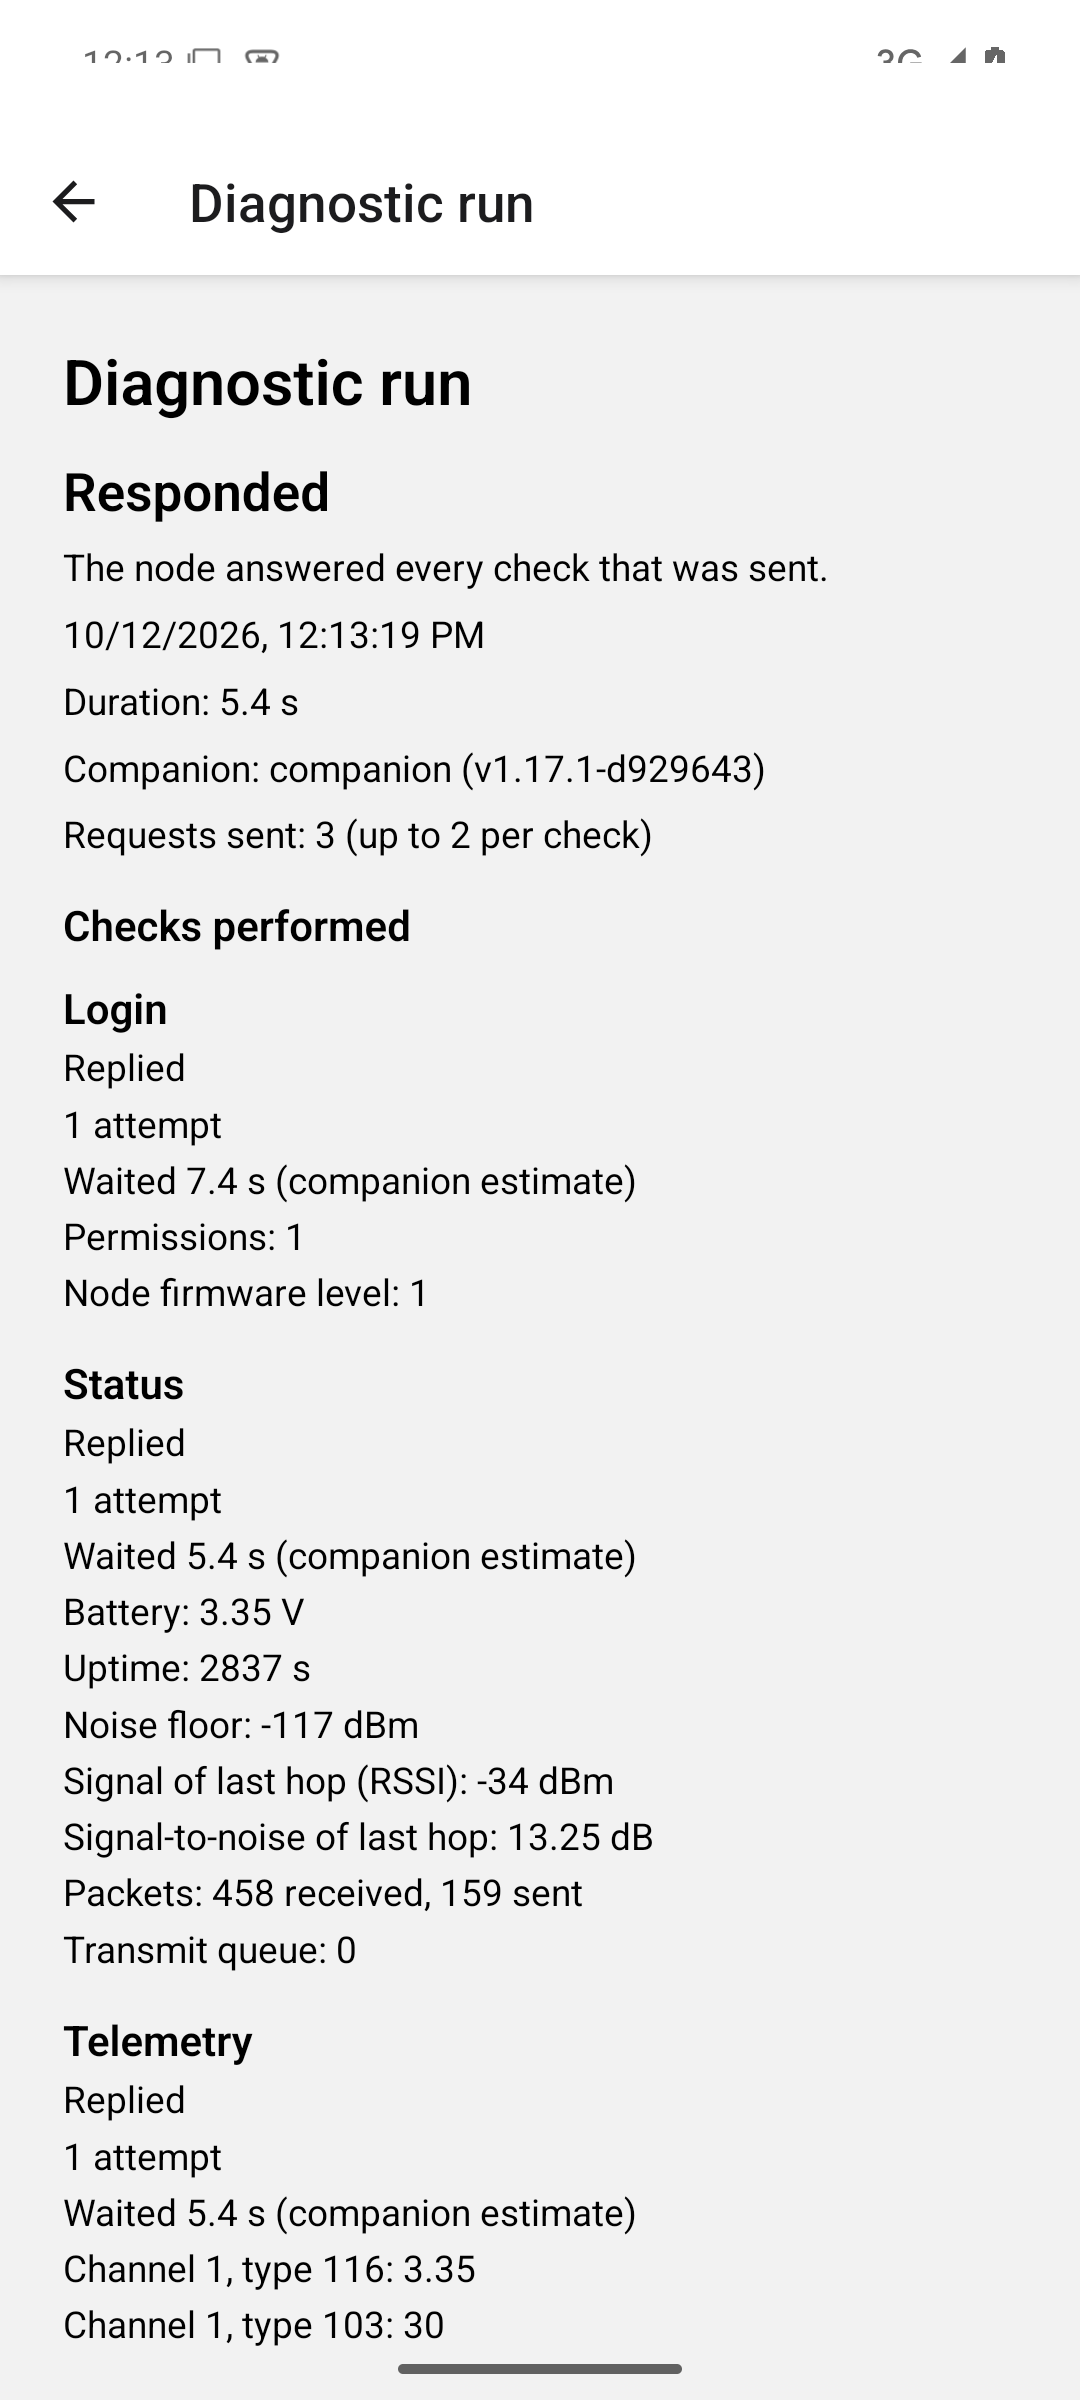 12:13
3G
Diagnostic run
Diagnostic run
Responded
The node answered every check that was sent.
10/12/2026, 12:13:19 PM
Duration: 5.4 s
Companion: companion (v1.17.1-d929643)
Requests sent: 3 (up to 2 per check)
Checks performed
Login
Replied
1 attempt
Waited 7.4 s (companion estimate)
Permissions: 1
Node firmware level: 1
Status
Replied
1 attempt
Waited 5.4 s (companion estimate)
Battery: 3.35 V
Uptime: 2837 s
Noise floor: -117 dBm
Signal of last hop (RSSI): -34 dBm
Signal-to-noise of last hop: 13.25 dB
Packets: 458 received, 159 sent
Transmit queue: 0
Telemetry
Replied
1 attempt
Waited 5.4 s (companion estimate)
Channel 1, type 116: 3.35
Channel 1, type 103: 30